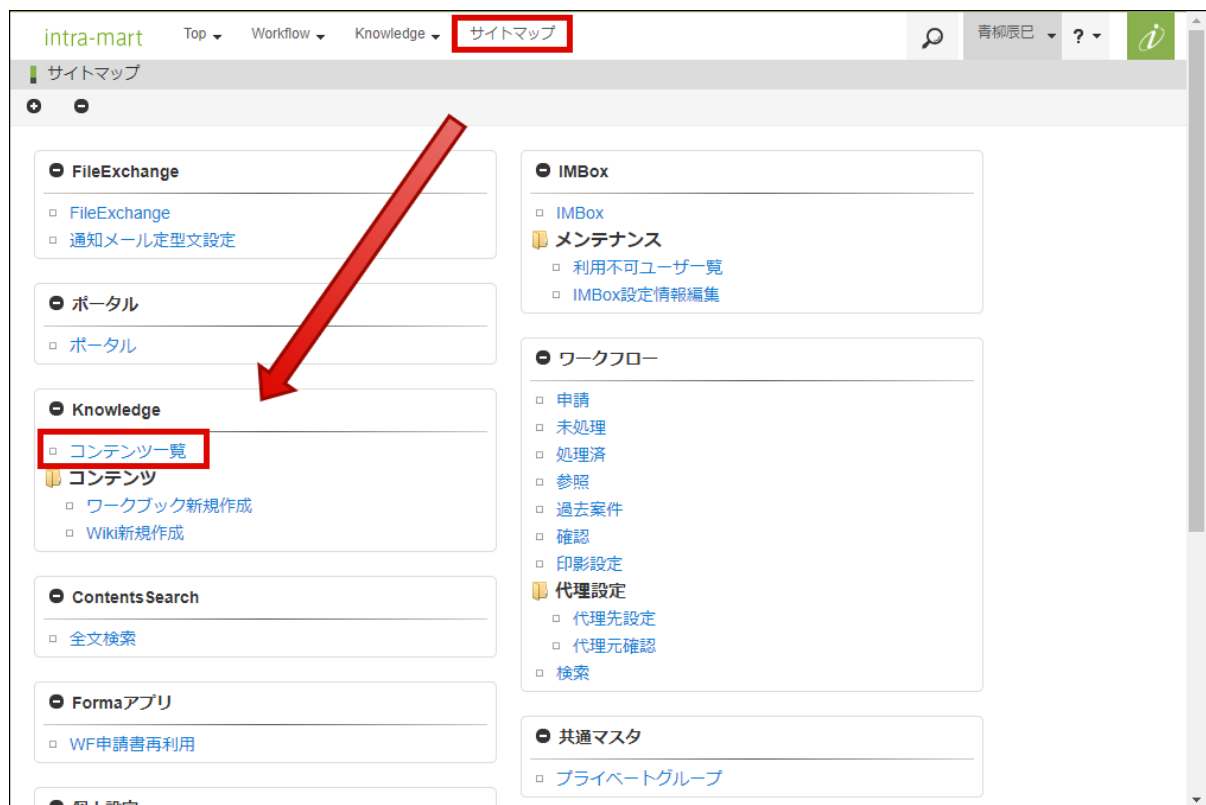 intra-mart Top Workflow Knowledge サイトマップ 青柳辰巳 ?
サイトマップ
FileExchange
FileExchange
通知メール定型文設定
ポータル
ポータル
Knowledge
コンテンツ一覧
コンテンツ
ワークブック新規作成
Wiki新規作成
ContentsSearch
全文検索
Formaアプリ
WF申請書再利用
IMBox
IMBox
メンテナンス
利用不可ユーザ一覧
IMBox設定情報編集
ワークフロー
申請
未処理
処理済
参照
過去案件
確認
印影設定
代理設定
代理先設定
代理元確認
検索
共通マスタ
プライベートグループ